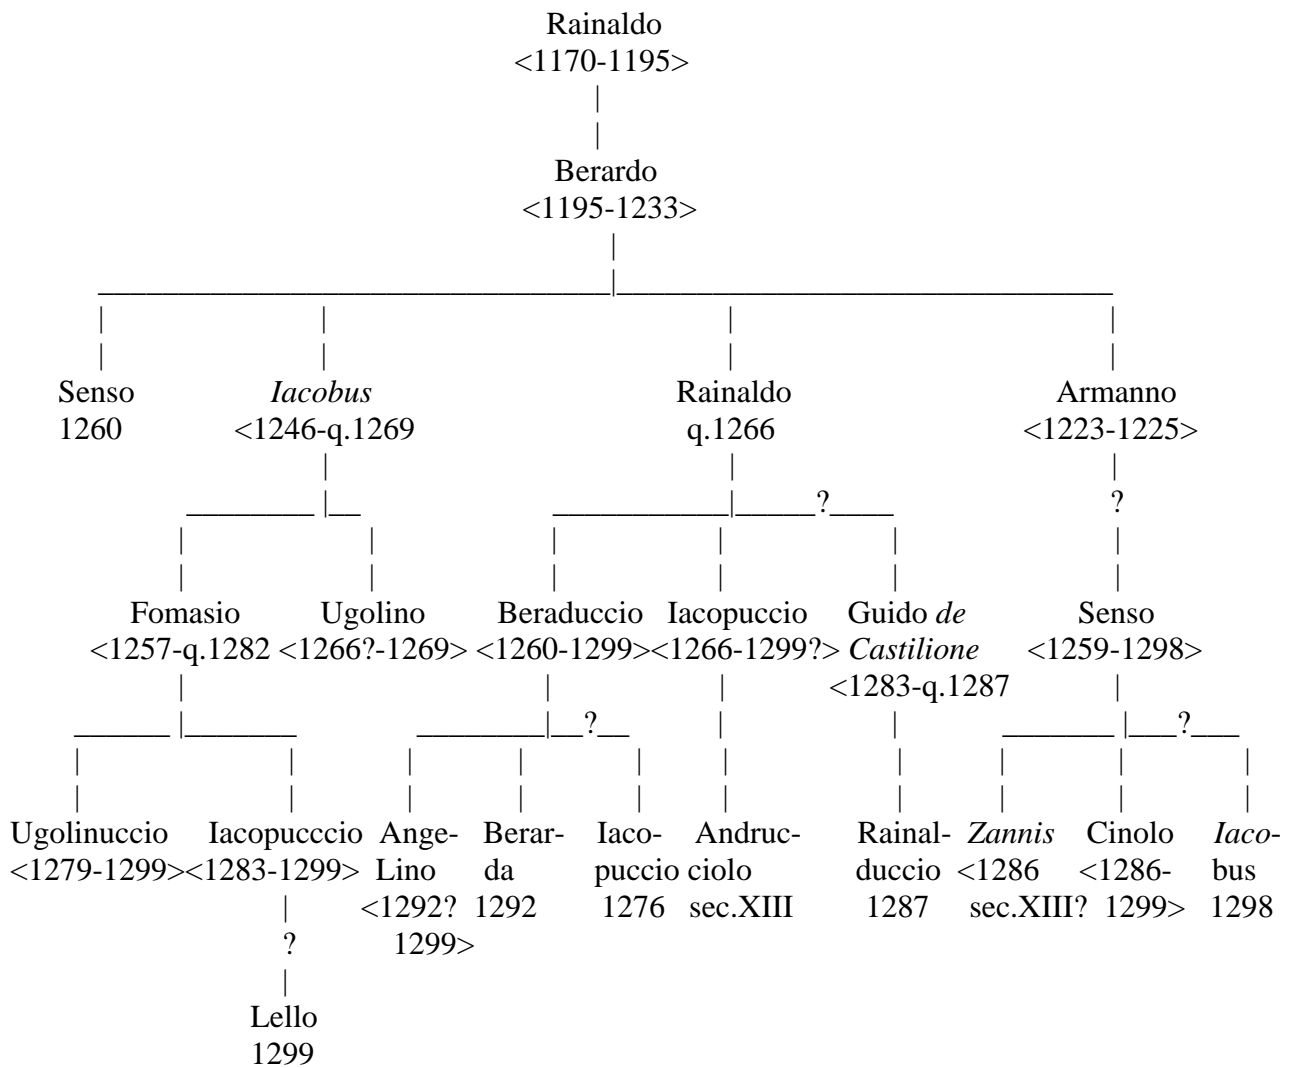 Rainaldo
<1170-1195>
Berardo
<1195-1233>
Senso Iacobus Rainaldo Armanno
1260 <1246-q.1269 q.1266 <1223-1225>
? ?
Fomasio Ugolino Beraduccio Iacopuccio Guido de Senso
<1257-q.1282 <1266?-1269> <1260-1299><1266-1299?> Castilione <1259-1298>
<1283-q.1287
? ?
Ugolinuccio Iacopucccio Ange- Berar- Iaco- Andruc- Rainal- Zannis Cinolo Iaco-
<1279-1299><1283-1299> Lino da puccio ciolo duccio <1286 <1286- bus
<1292? 1292 1276 sec.XIII 1287 sec.XIII? 1299> 1298
? 1299>
Lello
1299